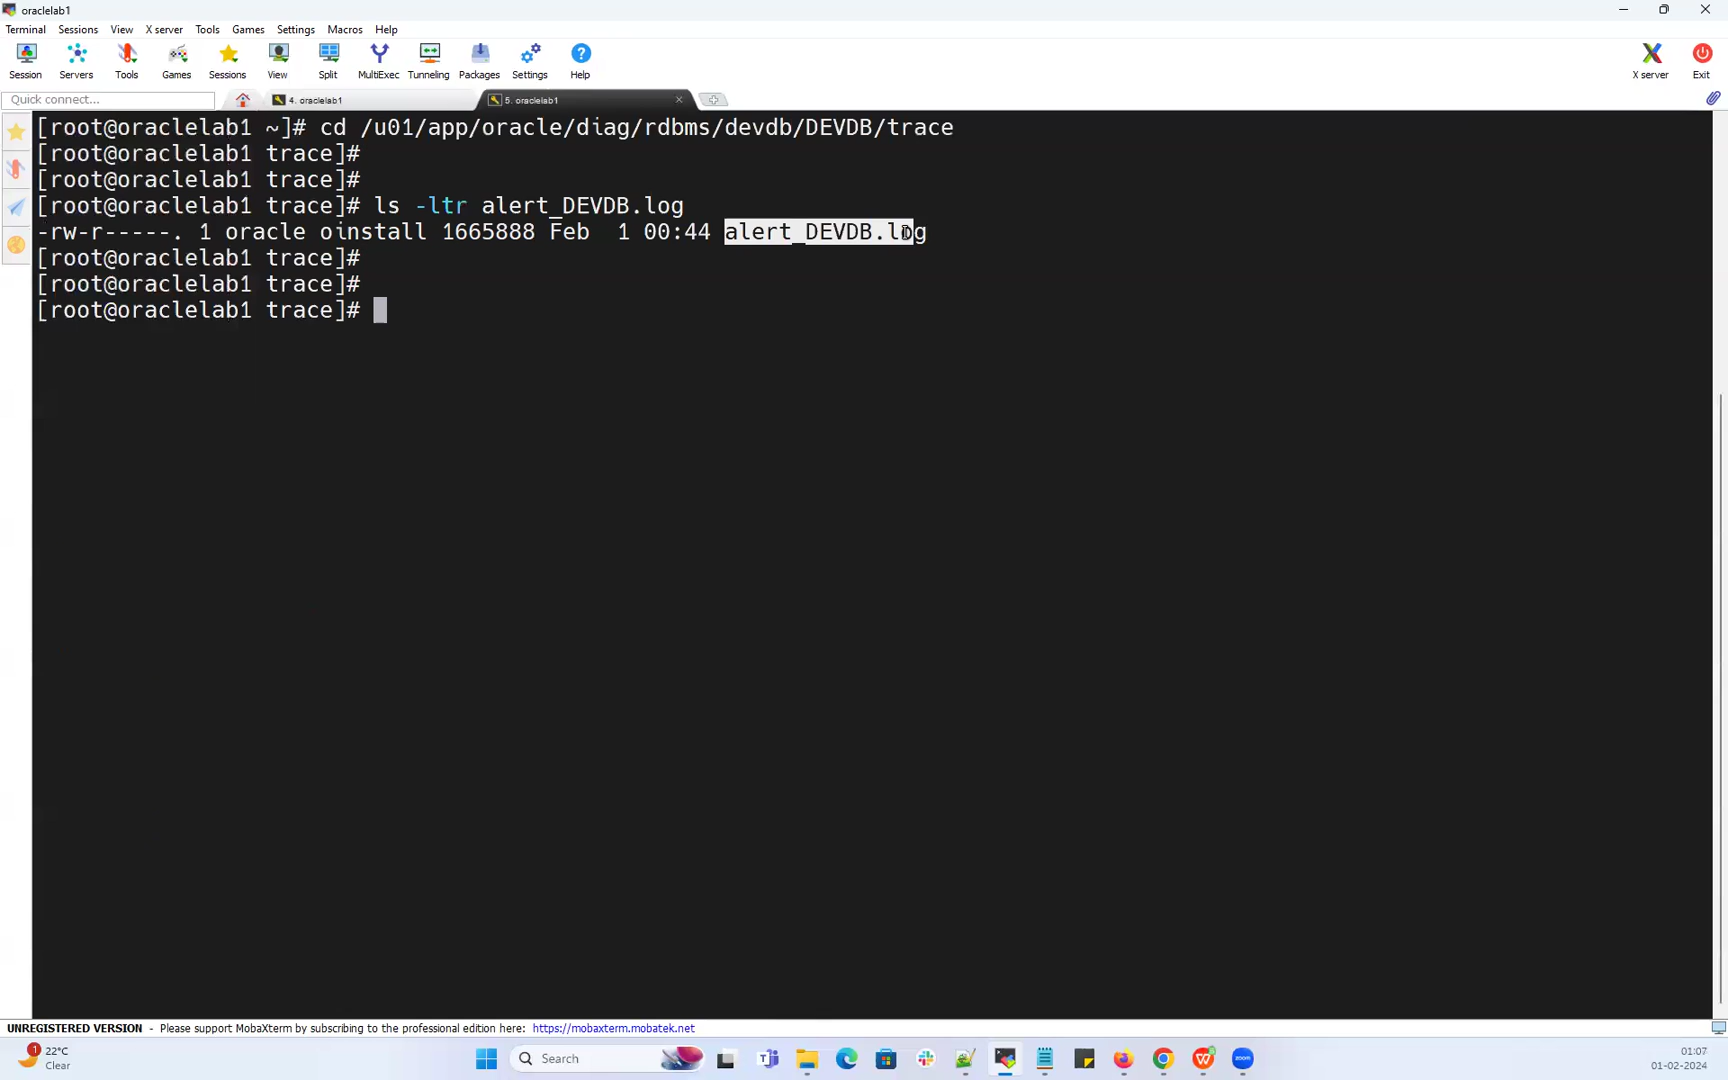 oraclelab1
Terminal Sessions View X server Tools Games Settings Macros Help
Session Servers Tools Games Sessions View Split MultiExec Tunneling Packages Settings Help X server Exit
Quick connect... 4. oraclelab1 5. oraclelab1
[root@oraclelab1 ~]# cd /u01/app/oracle/diag/rdbms/devdb/DEVDB/trace
[root@oraclelab1 trace]#
[root@oraclelab1 trace]#
[root@oraclelab1 trace]# ls -ltr alert_DEVDB.log
-rw-r-----. 1 oracle oinstall 1665888 Feb  1 00:44 alert_DEVDB.log
[root@oraclelab1 trace]#
[root@oraclelab1 trace]#
[root@oraclelab1 trace]#
UNREGISTERED VERSION - Please support MobaXterm by subscribing to the professional edition here: https://mobaxterm.mobatek.net
1 22°C Search zoom 01:07
Clear 01-02-2024